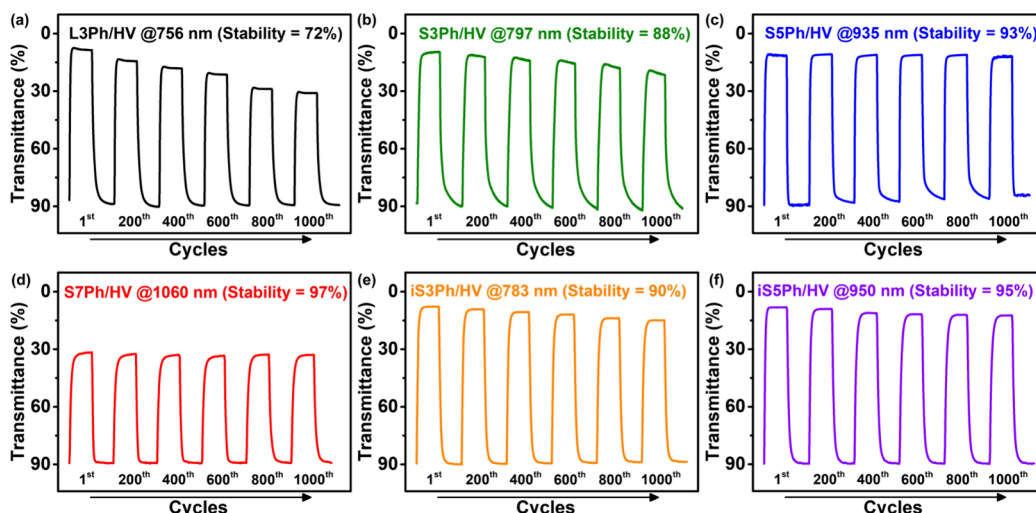 (a)
L3Ph/HV @756 nm (Stability = 72%)
Transmittance (%)
0
30
60
90
1st 200th 400th 600th 800th 1000th
Cycles
(b)
S3Ph/HV @797 nm (Stability = 88%)
Transmittance (%)
0
30
60
90
1st 200th 400th 600th 800th 1000th
Cycles
(c)
S5Ph/HV @935 nm (Stability = 93%)
Transmittance (%)
0
30
60
90
1st 200th 400th 600th 800th 1000th
Cycles
(d)
S7Ph/HV @1060 nm (Stability = 97%)
Transmittance (%)
0
30
60
90
1st 200th 400th 600th 800th 1000th
Cycles
(e)
iS3Ph/HV @783 nm (Stability = 90%)
Transmittance (%)
0
30
60
90
1st 200th 400th 600th 800th 1000th
Cycles
(f)
iS5Ph/HV @950 nm (Stability = 95%)
Transmittance (%)
0
30
60
90
1st 200th 400th 600th 800th 1000th
Cycles